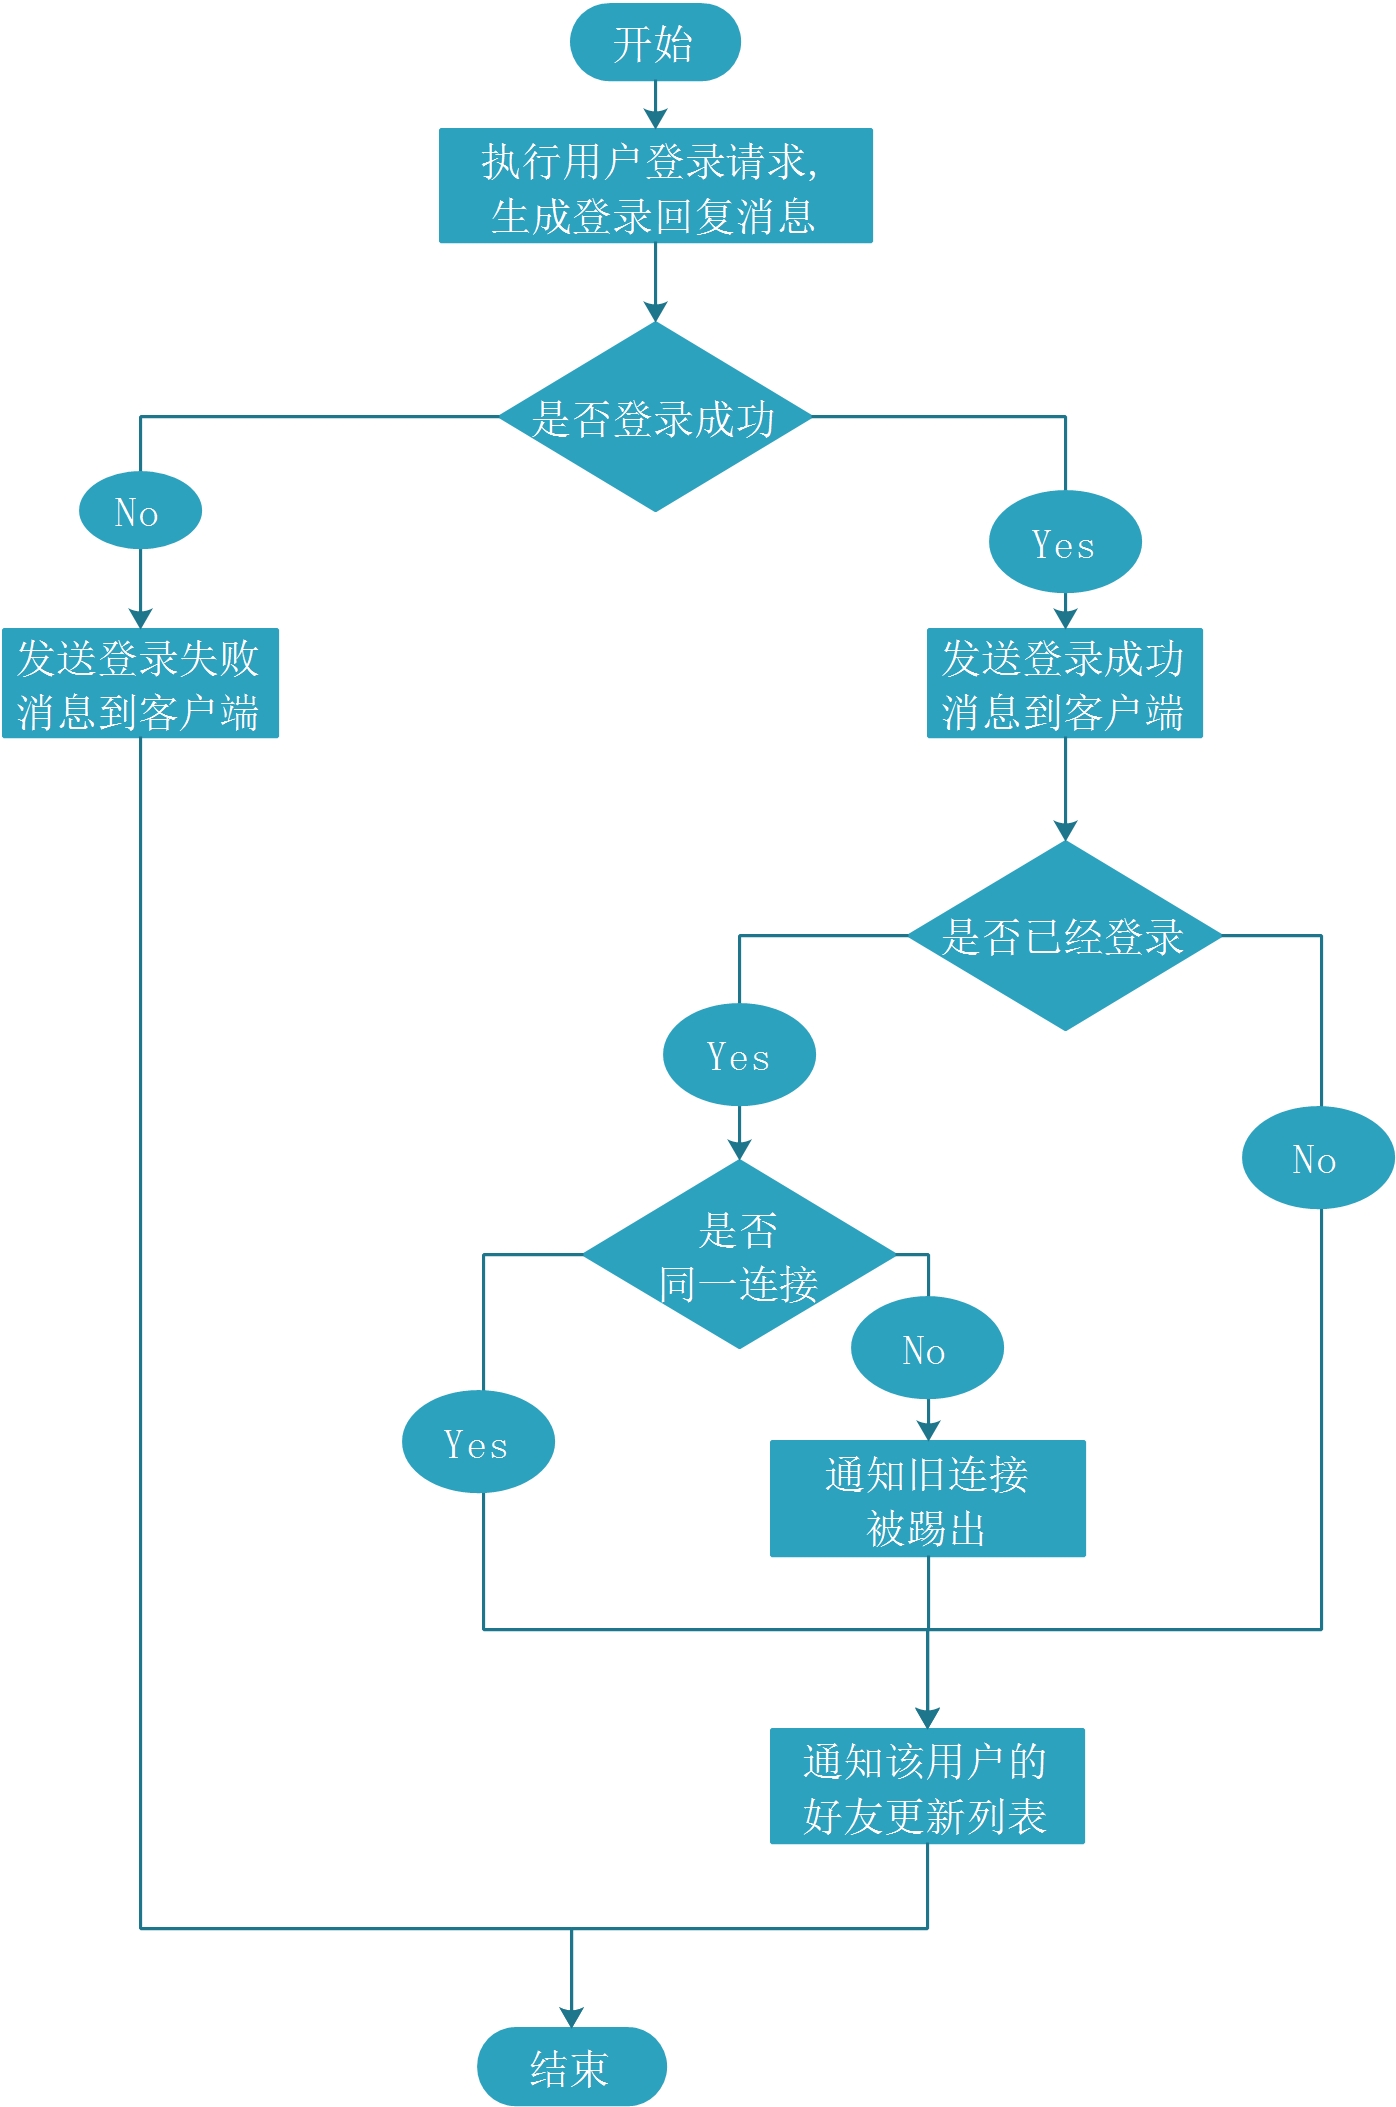 开始
执行用户登录请求,
生成登录回复消息
是否登录成功
No
Yes
发送登录失败
消息到客户端
发送登录成功
消息到客户端
是否已经登录
Yes
No
是否
同一连接
No
Yes
通知旧连接
被踢出
通知该用户的
好友更新列表
结束